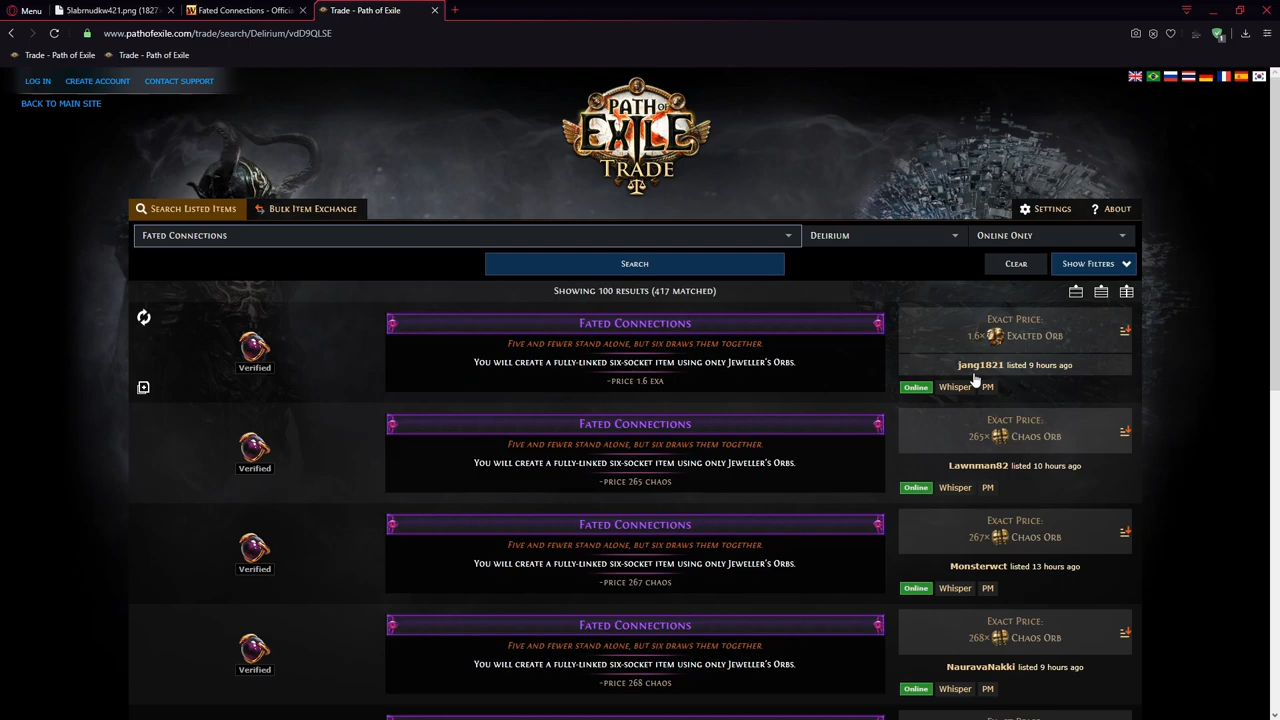 Menu
5labrnudkw421.png (1827×
Fated Connections - Offici
Trade - Path of Exile
www.pathofexile.com/trade/search/Delirium/vdD9QLSE
Trade - Path of Exile
Trade - Path of Exile
LOG IN
CREATE ACCOUNT
CONTACT SUPPORT
BACK TO MAIN SITE
PATH OF
EXILE
TRADE
Search Listed Items
Bulk Item Exchange
Settings
? About
Fated Connections
Delirium
Online Only
Search
Clear
Show Filters
Showing 100 results (417 matched)
Verified
Fated Connections
Five and fewer stand alone, but six draws them together.
You will create a fully-linked six-socket item using only Jeweller's Orbs.
~price 1.6 exa
Exact Price:
1.6× Exalted Orb
jang1821 listed 9 hours ago
Online Whisper PM
Verified
Fated Connections
Five and fewer stand alone, but six draws them together.
You will create a fully-linked six-socket item using only Jeweller's Orbs.
~price 265 chaos
Exact Price:
265× Chaos Orb
Lawnman82 listed 10 hours ago
Online Whisper PM
Verified
Fated Connections
Five and fewer stand alone, but six draws them together.
You will create a fully-linked six-socket item using only Jeweller's Orbs.
~price 267 chaos
Exact Price:
267× Chaos Orb
Monsterwct listed 13 hours ago
Online Whisper PM
Verified
Fated Connections
Five and fewer stand alone, but six draws them together.
You will create a fully-linked six-socket item using only Jeweller's Orbs.
~price 268 chaos
Exact Price:
268× Chaos Orb
NauravaNakki listed 9 hours ago
Online Whisper PM